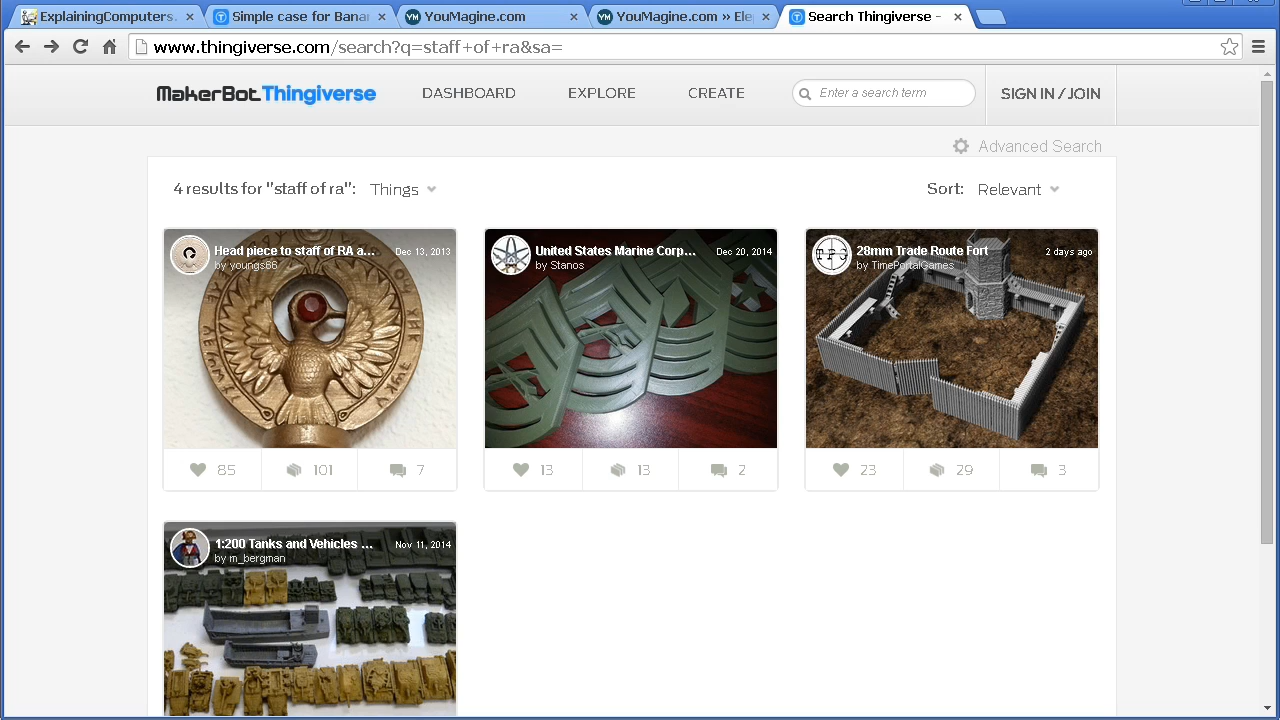 ExplainingComputers.
Simple case for Banan
YouMagine.com
YouMagine.com » Ele
Search Thingiverse -
www.thingiverse.com/search?q=staff+of+ra&sa=
MakerBot Thingiverse
DASHBOARD
EXPLORE
CREATE
Enter a search term
SIGN IN / JOIN
Advanced Search
4 results for "staff of ra": Things
Sort: Relevant
Head piece to staff of RA a... Dec 13, 2013
by youngs66
United States Marine Corp... Dec 20, 2014
by Stanos
28mm Trade Route Fort 2 days ago
by TimePortalGames
TPG
85 101 7
13 13 2
23 29 3
1:200 Tanks and Vehicles ... Nov 11, 2014
by m_bergman